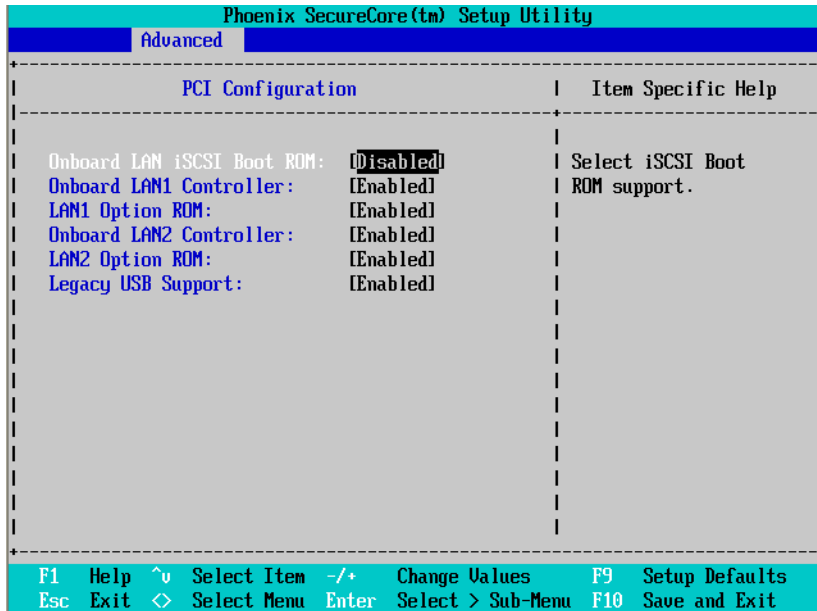 Phoenix SecureCore(tm) Setup Utility
Advanced
PCI Configuration
Item Specific Help
Onboard LAN iSCSI Boot ROM: [Disabled]
Onboard LAN1 Controller: [Enabled]
LAN1 Option ROM: [Enabled]
Onboard LAN2 Controller: [Enabled]
LAN2 Option ROM: [Enabled]
Legacy USB Support: [Enabled]
Select iSCSI Boot
ROM support.
F1 Help ^v Select Item -/+ Change Values F9 Setup Defaults
Esc Exit <> Select Menu Enter Select > Sub-Menu F10 Save and Exit